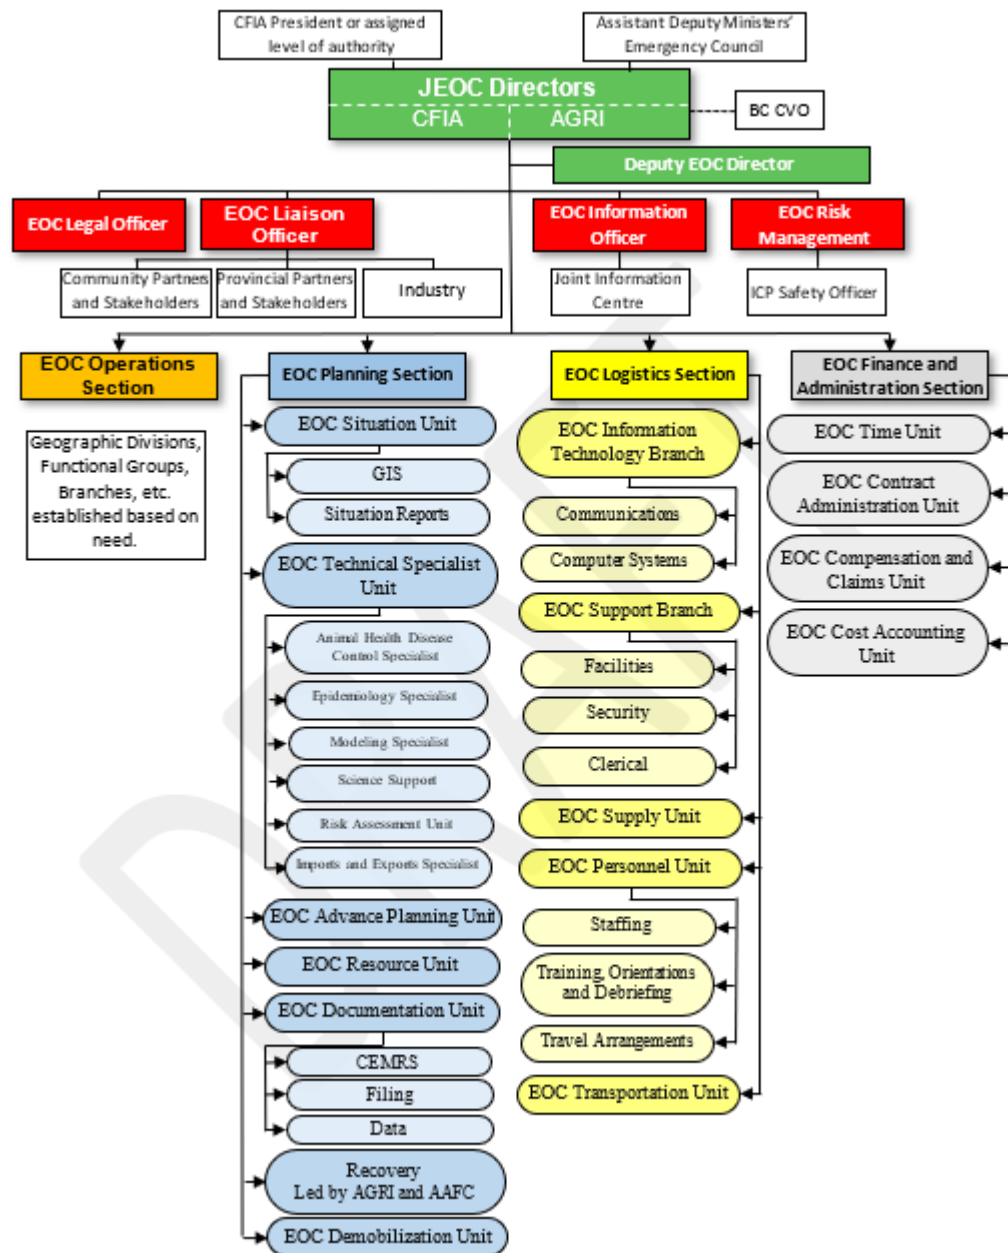 CFIA President or assigned
level of authority
Assistant Deputy Ministers'
Emergency Council
JEOC Directors
CFIA
AGRI
BC CVO
Deputy EOC Director
EOC Legal Officer
EOC Liaison
Officer
EOC Information
Officer
EOC Risk
Management
Community Partners
and Stakeholders
Provincial Partners
and Stakeholders
Industry
Joint Information
Centre
ICP Safety Officer
EOC Operations
Section
EOC Planning Section
EOC Logistics Section
EOC Finance and
Administration Section
Geographic Divisions,
Functional Groups,
Branches, etc.
established based on
need.
EOC Situation Unit
GIS
Situation Reports
EOC Technical Specialist
Unit
Animal Health Disease
Control Specialist
Epidemiology Specialist
Modeling Specialist
Science Support
Risk Assessment Unit
Imports and Exports Specialist
EOC Advance Planning Unit
EOC Resource Unit
EOC Documentation Unit
CEMRS
Filing
Data
Recovery
Led by AGRI and AAFC
EOC Demobilization Unit
EOC Information
Technology Branch
Communications
Computer Systems
EOC Support Branch
Facilities
Security
Clerical
EOC Supply Unit
EOC Personnel Unit
Staffing
Training, Orientations
and Debriefing
Travel Arrangements
EOC Transportation Unit
EOC Time Unit
EOC Contract
Administration Unit
EOC Compensation and
Claims Unit
EOC Cost Accounting
Unit
DRAFT